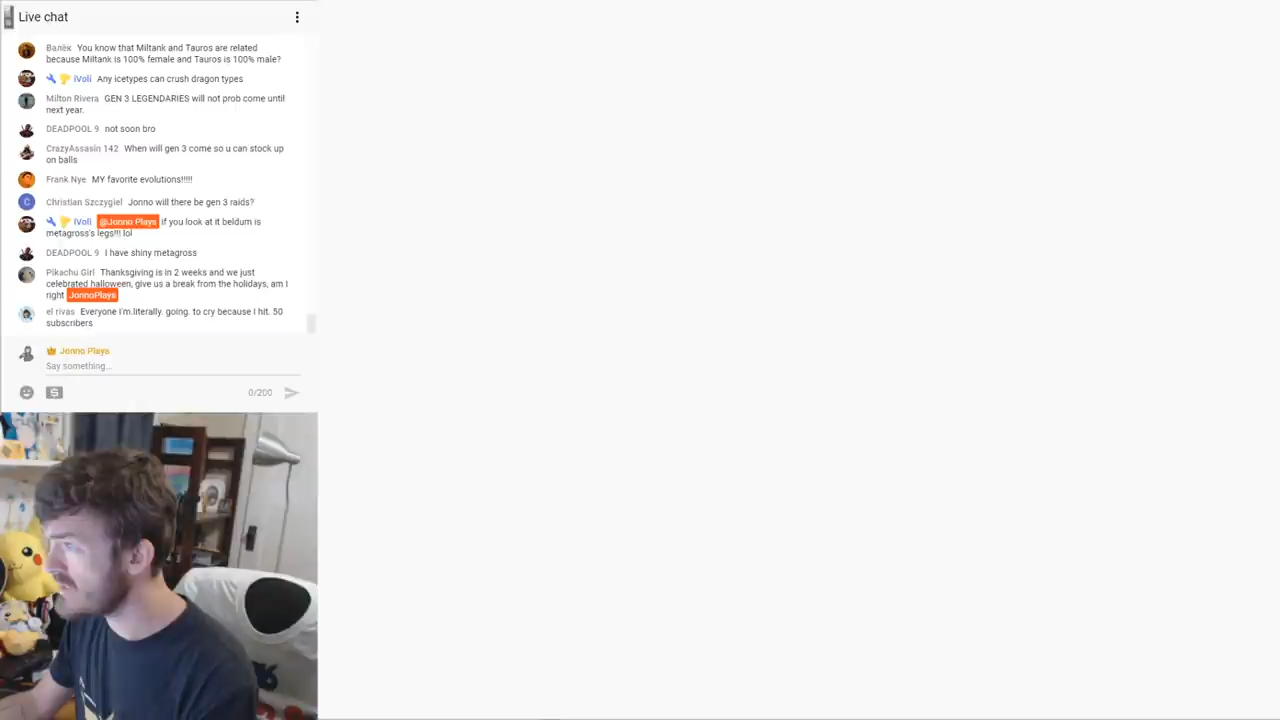 Live chat
Валёк You know that Miltank and Tauros are related
because Miltank is 100% female and Tauros is 100% male?
iVoli Any icetypes can crush dragon types
Milton Rivera GEN 3 LEGENDARIES will not prob come until
next year.
DEADPOOL 9 not soon bro
CrazyAssasin 142 When will gen 3 come so u can stock up
on balls
Frank Nye MY favorite evolutions!!!!!
C Christian Szczygiel Jonno will there be gen 3 raids?
iVoli @Jonno Plays if you look at it beldum is
metagross's legs!!! lol
DEADPOOL 9 I have shiny metagross
Pikachu Girl Thanksgiving is in 2 weeks and we just
celebrated halloween, give us a break from the holidays, am I
right JonnoPlays
el rivas Everyone I'm.literally. going. to cry because I hit. 50
subscribers
Jonno Plays
Say something...
0/200